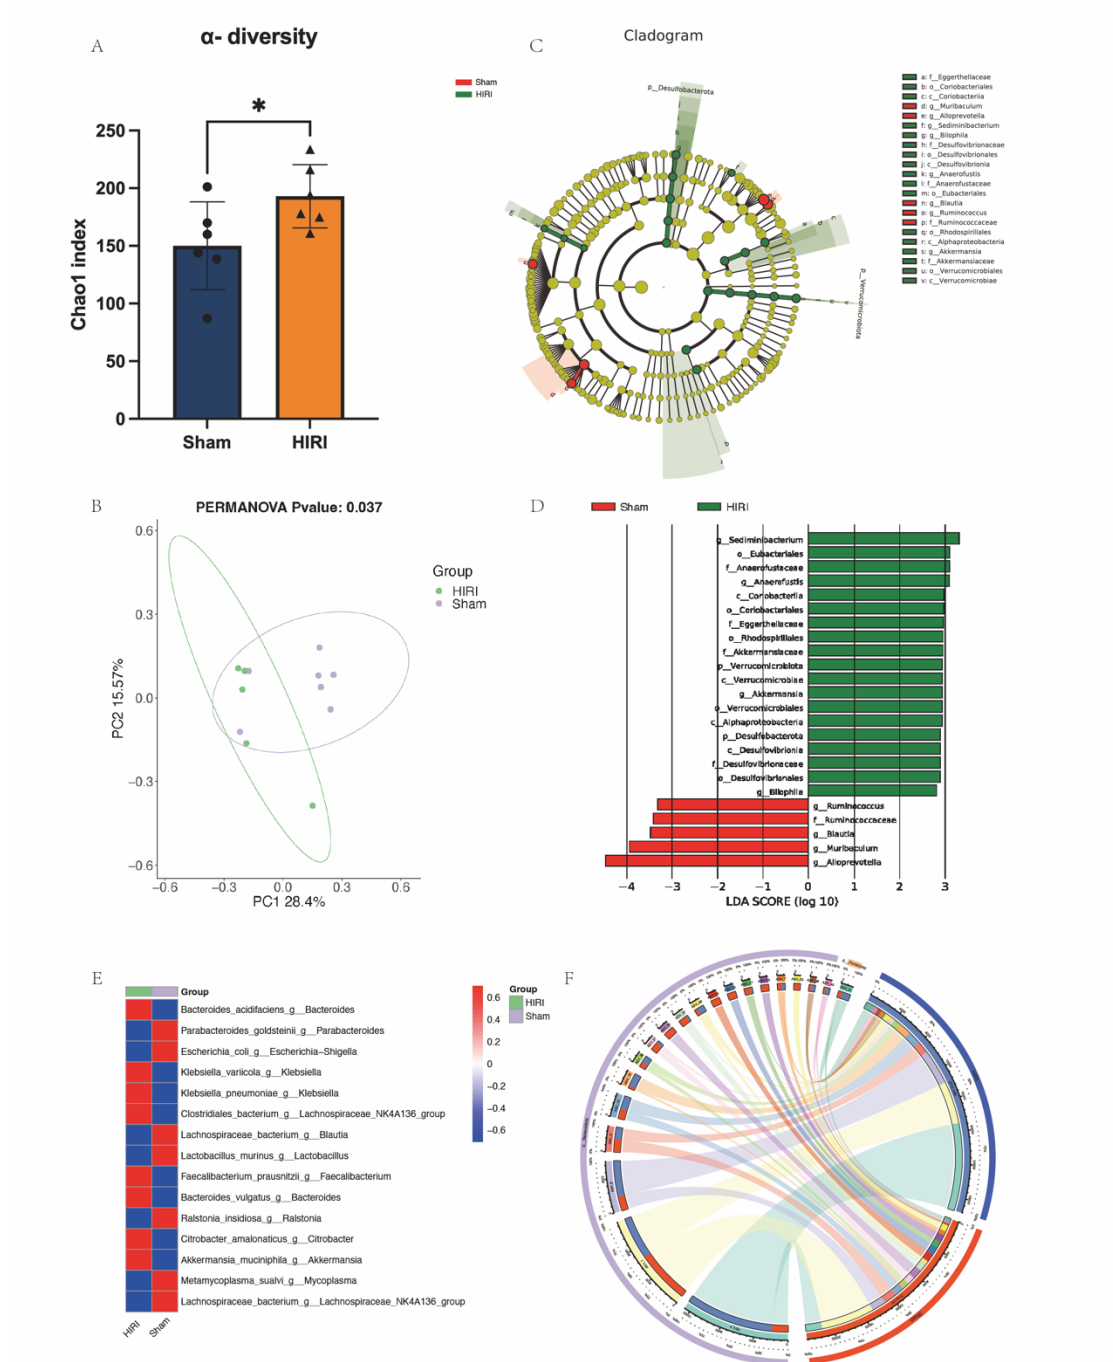 A
α- diversity
*
250
200
150
100
50
0
Chao1 index
Sham
HIRI
C
Cladogram
Sham
HIRI
p__Desulfobacterota
p__Verrucomicrobiota
a: f__Eggerthellaceae
b: o__Coriobacteriales
c: c__Coriobacteriia
d: g__Muribaculum
e: g__Alloprevotella
f: g__Sediminibacterium
g: g__Bilophila
h: f__Desulfovibrionaceae
i: o__Desulfovibrionales
j: c__Desulfovibrionia
k: g__Anaerofustis
l: f__Anaerofustaceae
m: o__Eubacteriales
n: g__Blautia
o: g__Ruminococcus
p: f__Ruminococcaceae
q: o__Rhodospirillales
r: c__Alphaproteobacteria
s: g__Akkermansia
t: f__Akkermansiaceae
u: o__Verrucomicrobiales
v: c__Verrucomicrobiae
B
PERMANOVA Pvalue: 0.037
0.6
0.3
0.0
−0.3
−0.6
PC2 15.57%
−0.6
−0.3
0.0
0.3
0.6
PC1 28.4%
Group
HIRI
Sham
D
Sham
HIRI
g__Sediminibacterium
o__Eubacteriales
f__Anaerofustaceae
g__Anaerofustis
c__Coriobacteriia
o__Coriobacteriales
f__Eggerthellaceae
o__Rhodospirillales
f__Akkermansiaceae
p__Verrucomicrobiota
c__Verrucomicrobiae
g__Akkermansia
o__Verrucomicrobiales
c__Alphaproteobacteria
p__Desulfobacterota
c__Desulfovibrionia
f__Desulfovibrionaceae
o__Desulfovibrionales
g__Bilophila
g__Ruminococcus
f__Ruminococcaceae
g__Blautia
g__Muribaculum
g__Alloprevotella
−4
−3
−2
−1
0
1
2
3
LDA SCORE (log 10)
E
Group
Bacteroides_acidifaciens_g__Bacteroides
Parabacteroides_goldsteinii_g__Parabacteroides
Escherichia_coli_g__Escherichia−Shigella
Klebsiella_variicola_g__Klebsiella
Klebsiella_pneumoniae_g__Klebsiella
Clostridiales_bacterium_g__Lachnospiraceae_NK4A136_group
Lachnospiraceae_bacterium_g__Blautia
Lactobacillus_murinus_g__Lactobacillus
Faecalibacterium_prausnitzii_g__Faecalibacterium
Bacteroides_vulgatus_g__Bacteroides
Ralstonia_insidiosa_g__Ralstonia
Citrobacter_amalonaticus_g__Citrobacter
Akkermansia_muciniphila_g__Akkermansia
Metamycoplasma_sualvi_g__Mycoplasma
Lachnospiraceae_bacterium_g__Lachnospiraceae_NK4A136_group
HIRI
Sham
0.6
0.4
0.2
0
−0.2
−0.4
−0.6
Group
HIRI
Sham
F